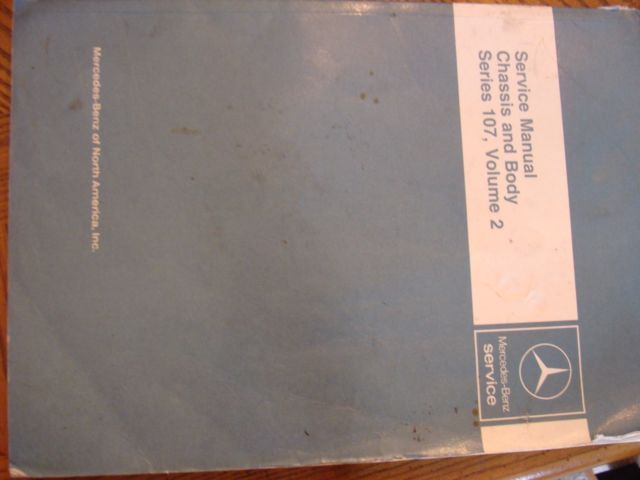 Service Manual
Chassis and Body
Series 107, Volume 2
Mercedes-Benz
service
Mercedes-Benz of North America, Inc.